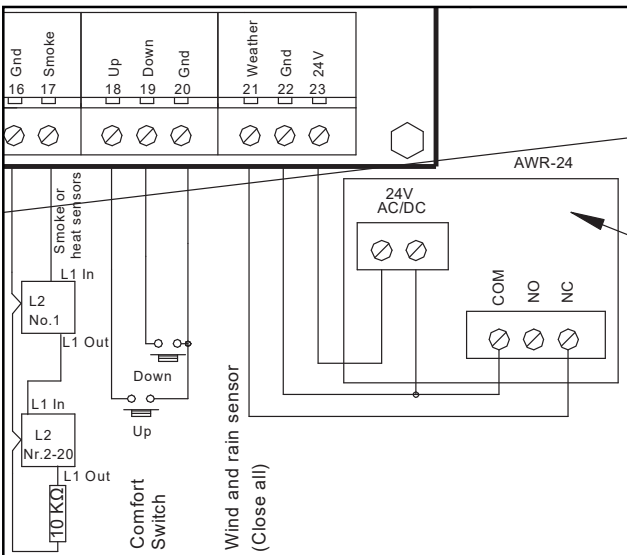 Gnd
Smoke
Up
Down
Gnd
Weather
Gnd
24V
16
17
18
19
20
21
22
23
AWR-24
24V
AC/DC
COM
NO
NC
Smoke or
heat sensors
L1 In
L2
No.1
L1 Out
L1 In
L2
Nr.2-20
L1 Out
10 KΩ
Down
Up
Comfort
Switch
Wind and rain sensor
(Close all)